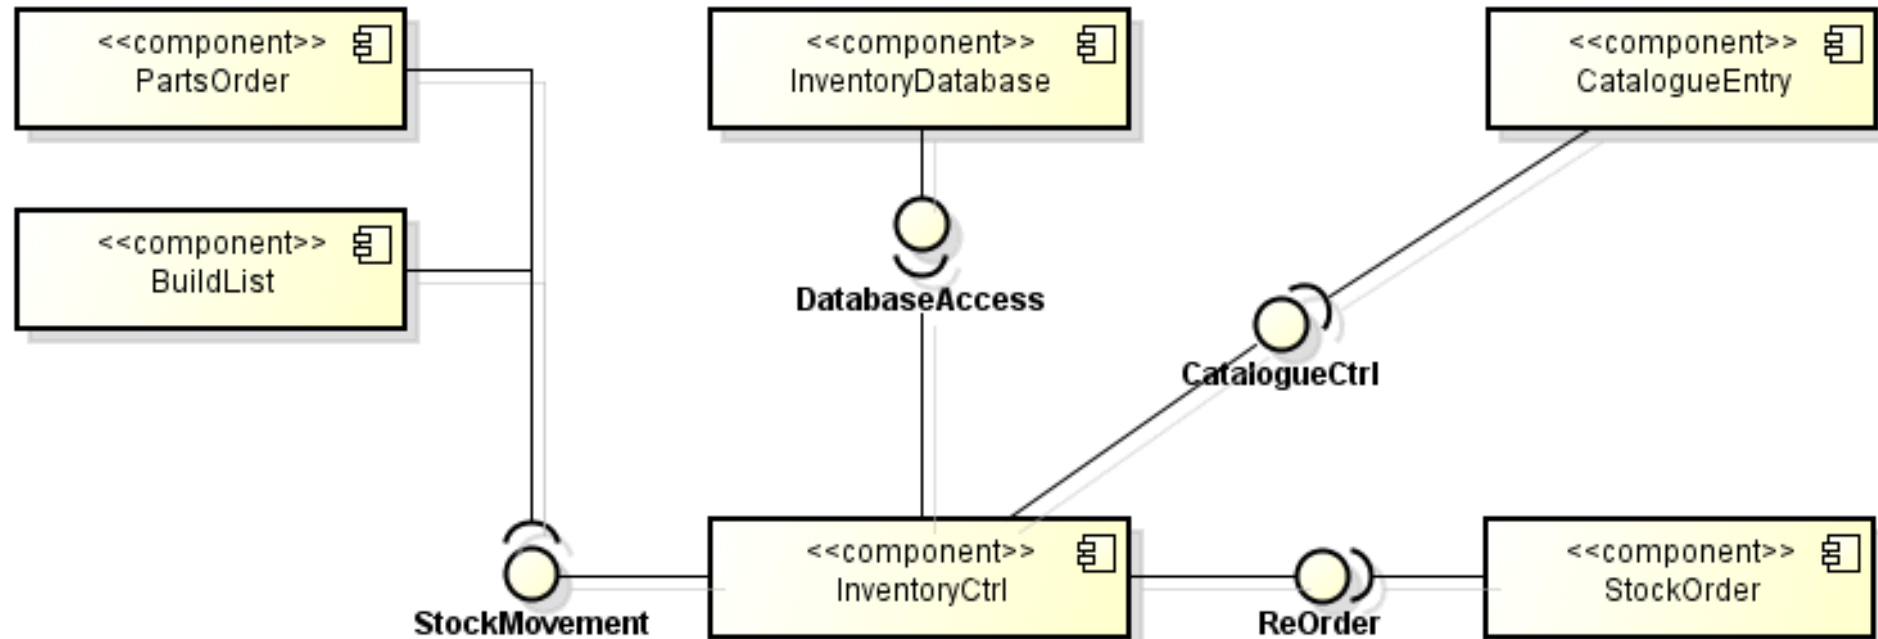 <<component>>
PartsOrder
<<component>>
InventoryDatabase
<<component>>
CatalogueEntry
<<component>>
BuildList
DatabaseAccess
CatalogueCtrl
<<component>>
InventoryCtrl
<<component>>
StockOrder
StockMovement
ReOrder